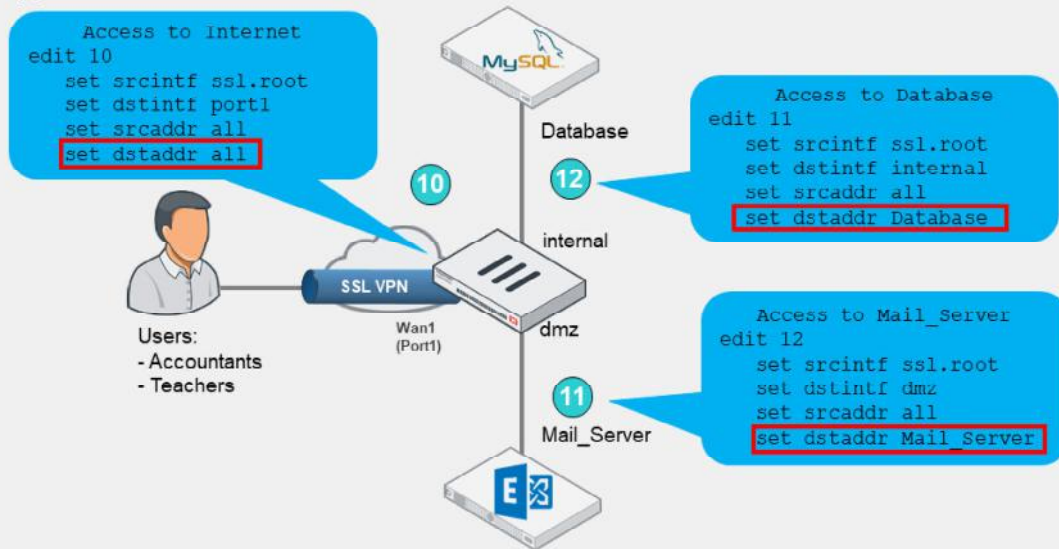 Access to Internet
edit 10
set srcintf ssl.root
set dstintf port1
set srcaddr all
set dstaddr all
MySQL
Database
Access to Database
edit 11
set srcintf ssl.root
set dstintf internal
set srcaddr all
set dstaddr Database
10
12
internal
SSL VPN
Wan1
(Port1)
dmz
Users:
- Accountants
- Teachers
11
Mail_Server
Access to Mail_Server
edit 12
set srcintf ssl.root
set dstintf dmz
set srcaddr all
set dstaddr Mail_Server
E